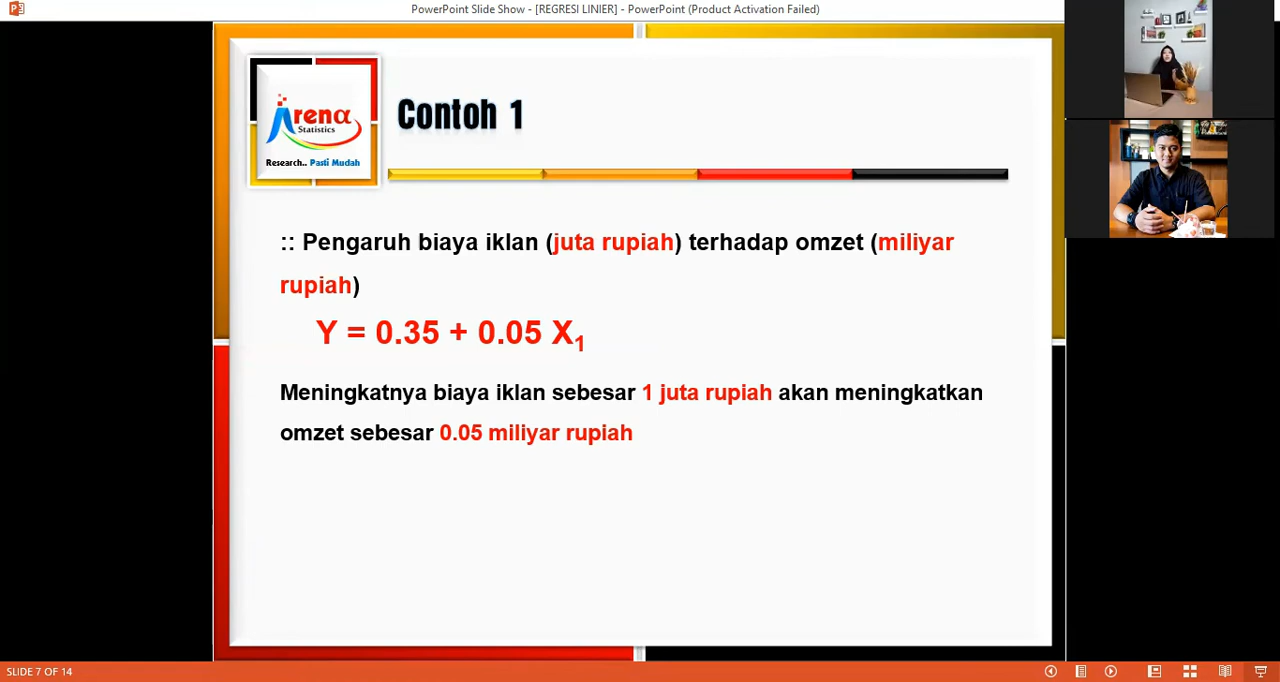 PowerPoint Slide Show - [REGRESI LINIER] - PowerPoint (Product Activation Failed)
Arena
Statistics
Research.. Pasti Mudah
Contoh 1
:: Pengaruh biaya iklan (juta rupiah) terhadap omzet (miliyar
rupiah)
Y = 0.35 + 0.05 X₁
Meningkatnya biaya iklan sebesar 1 juta rupiah akan meningkatkan
omzet sebesar 0.05 miliyar rupiah
SLIDE 7 OF 14